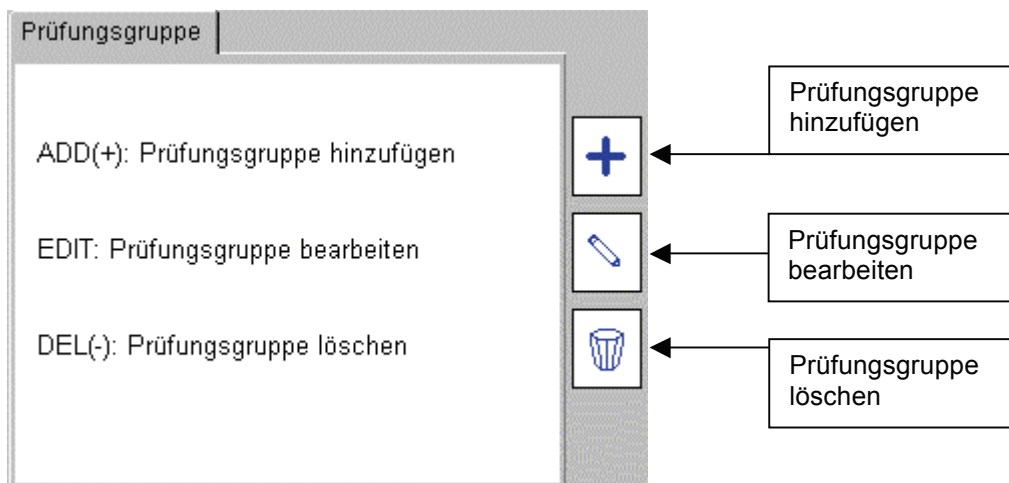 Prüfungsgruppe
ADD(+): Prüfungsgruppe hinzufügen
EDIT: Prüfungsgruppe bearbeiten
DEL(-): Prüfungsgruppe löschen
Prüfungsgruppe
hinzufügen
Prüfungsgruppe
bearbeiten
Prüfungsgruppe
löschen